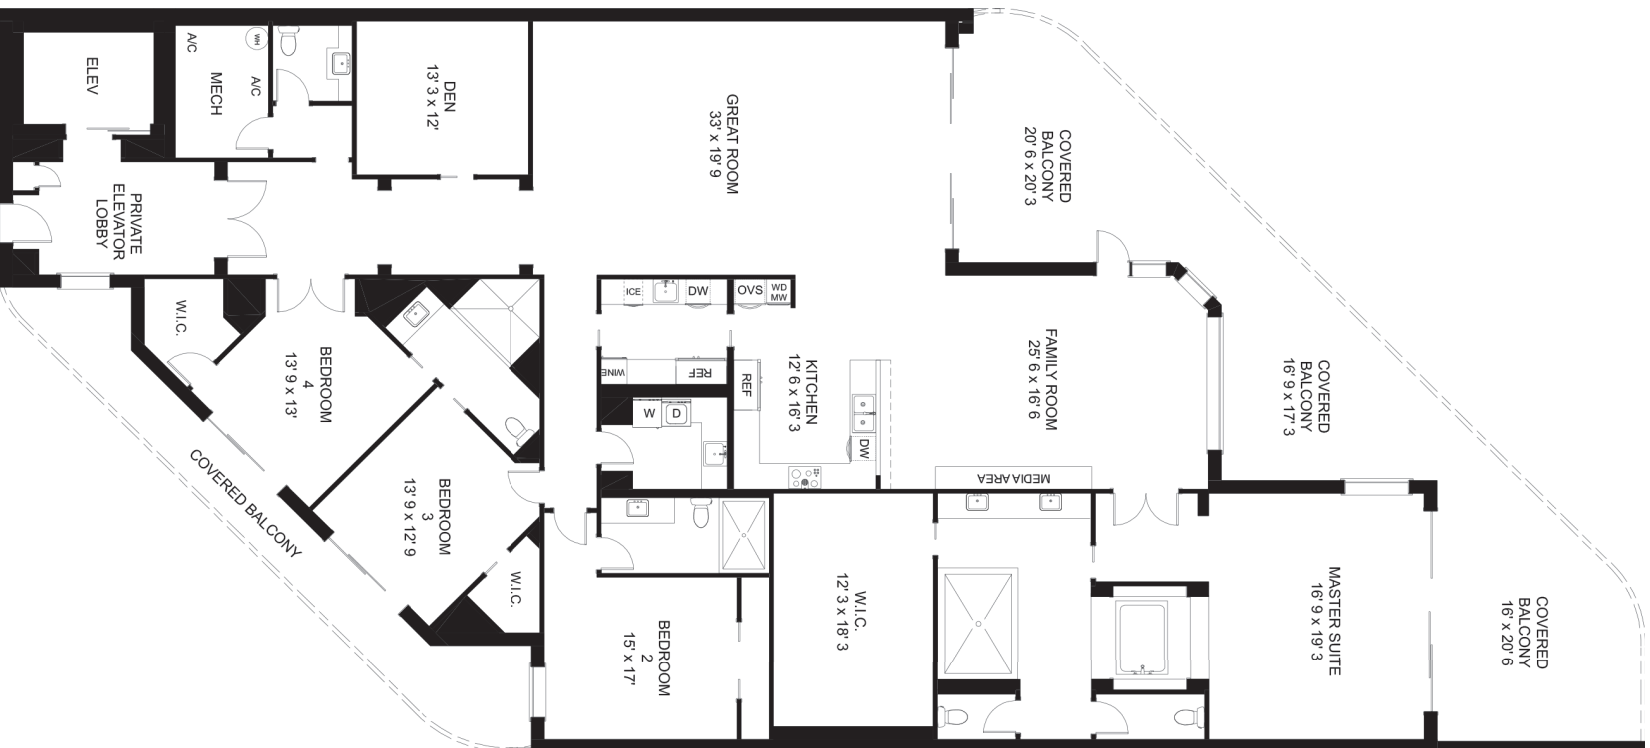 ELEV
A/C
MECH
A/C
WH
DEN
13' 3 x 12'
GREAT ROOM
33' x 19' 9
COVERED
BALCONY
20' 6 x 20' 3
PRIVATE
ELEVATOR
LOBBY
W.I.C.
BEDROOM
4
13' 9 x 13'
ICE
DW
OVS
WD
MW
WINE
REF
REF
KITCHEN
12' 6 x 16' 3
DW
FAMILY ROOM
25' 6 x 16' 6
COVERED
BALCONY
16' 9 x 17' 3
W
D
MEDIA AREA
COVERED BALCONY
BEDROOM
3
13' 9 x 12' 9
W.I.C.
BEDROOM
2
15' x 17'
W.I.C.
12' 3 x 18' 3
MASTER SUITE
16' 9 x 19' 3
COVERED
BALCONY
16' x 20' 6